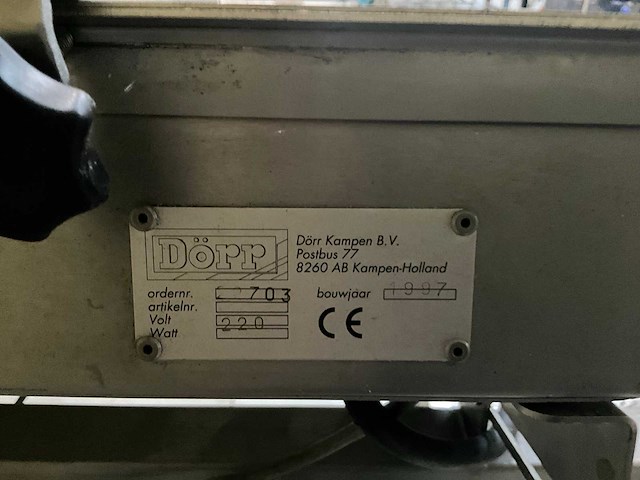 Dörr
Dörr Kampen B.V.
Postbus 77
8260 AB Kampen-Holland
ordernr. 703
bouwjaar 1997
artikelnr.
Volt 220
Watt
CE